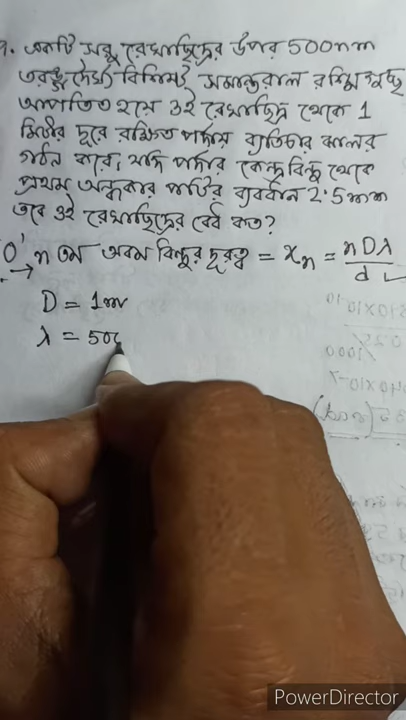 একটি সরু রেখাছিদ্রের উপর 500nm
তরঙ্গদৈর্ঘ্য বিশিষ্ট সমান্তরাল রশ্মিগুচ্ছ
আপতিত হয়ে ওই রেখাছিদ্র থেকে 1
মিটার দূরে রক্ষিত পর্দায় ব্যতিচার ঝালর
গঠন করে। যদি পর্দার কেন্দ্রবিন্দু থেকে
প্রথম অন্ধকার পটির ব্যবধান 2.5mm
তবে ওই রেখাছিদ্রের বেধ কত?
n তম অবম বিন্দুর দূরত্ব = xₙ = nDλ/d
→
D = 1m
λ = 50
PowerDirector